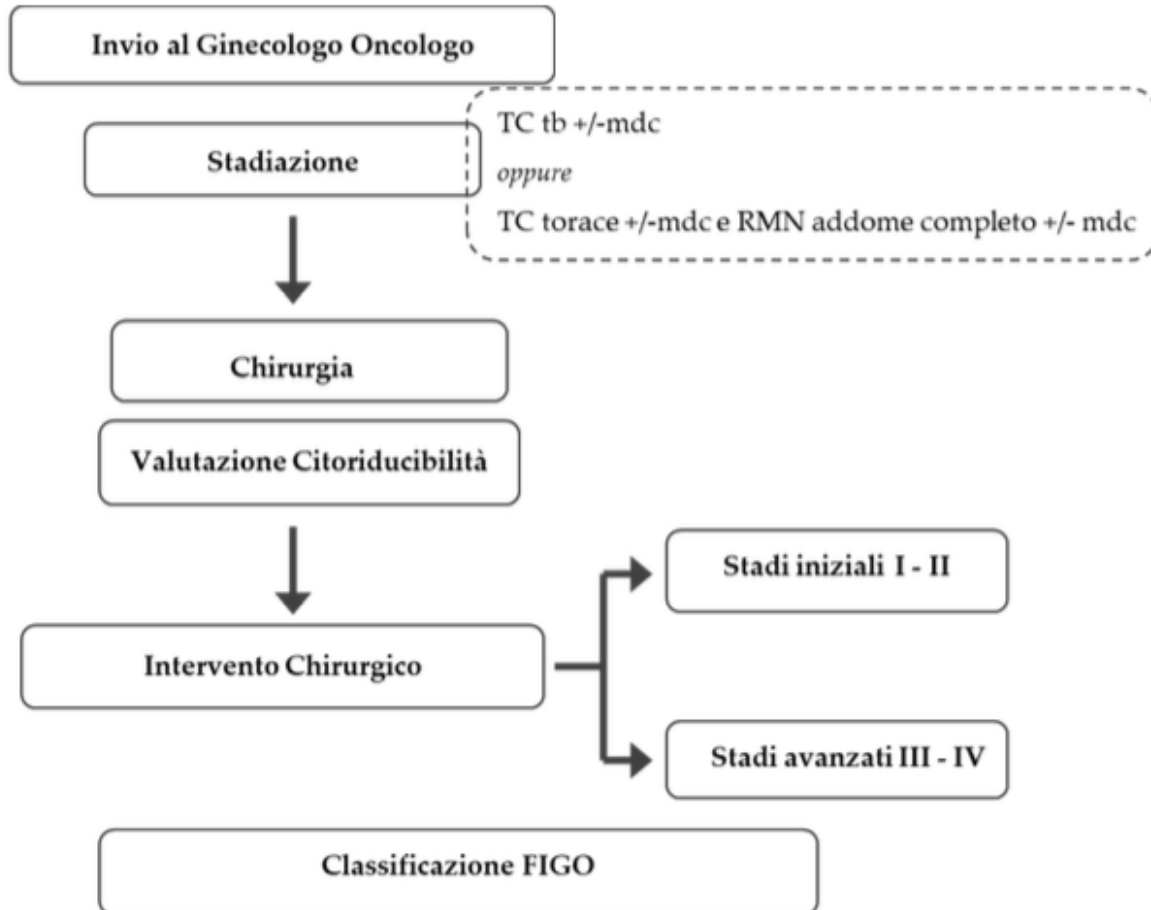 Invio al Ginecologo Oncologo
Stadiazione
TC tb +/-mdc
oppure
TC torace +/-mdc e RMN addome completo +/- mdc
Chirurgia
Valutazione Citoriducibilità
Intervento Chirurgico
Stadi iniziali I - II
Stadi avanzati III - IV
Classificazione FIGO